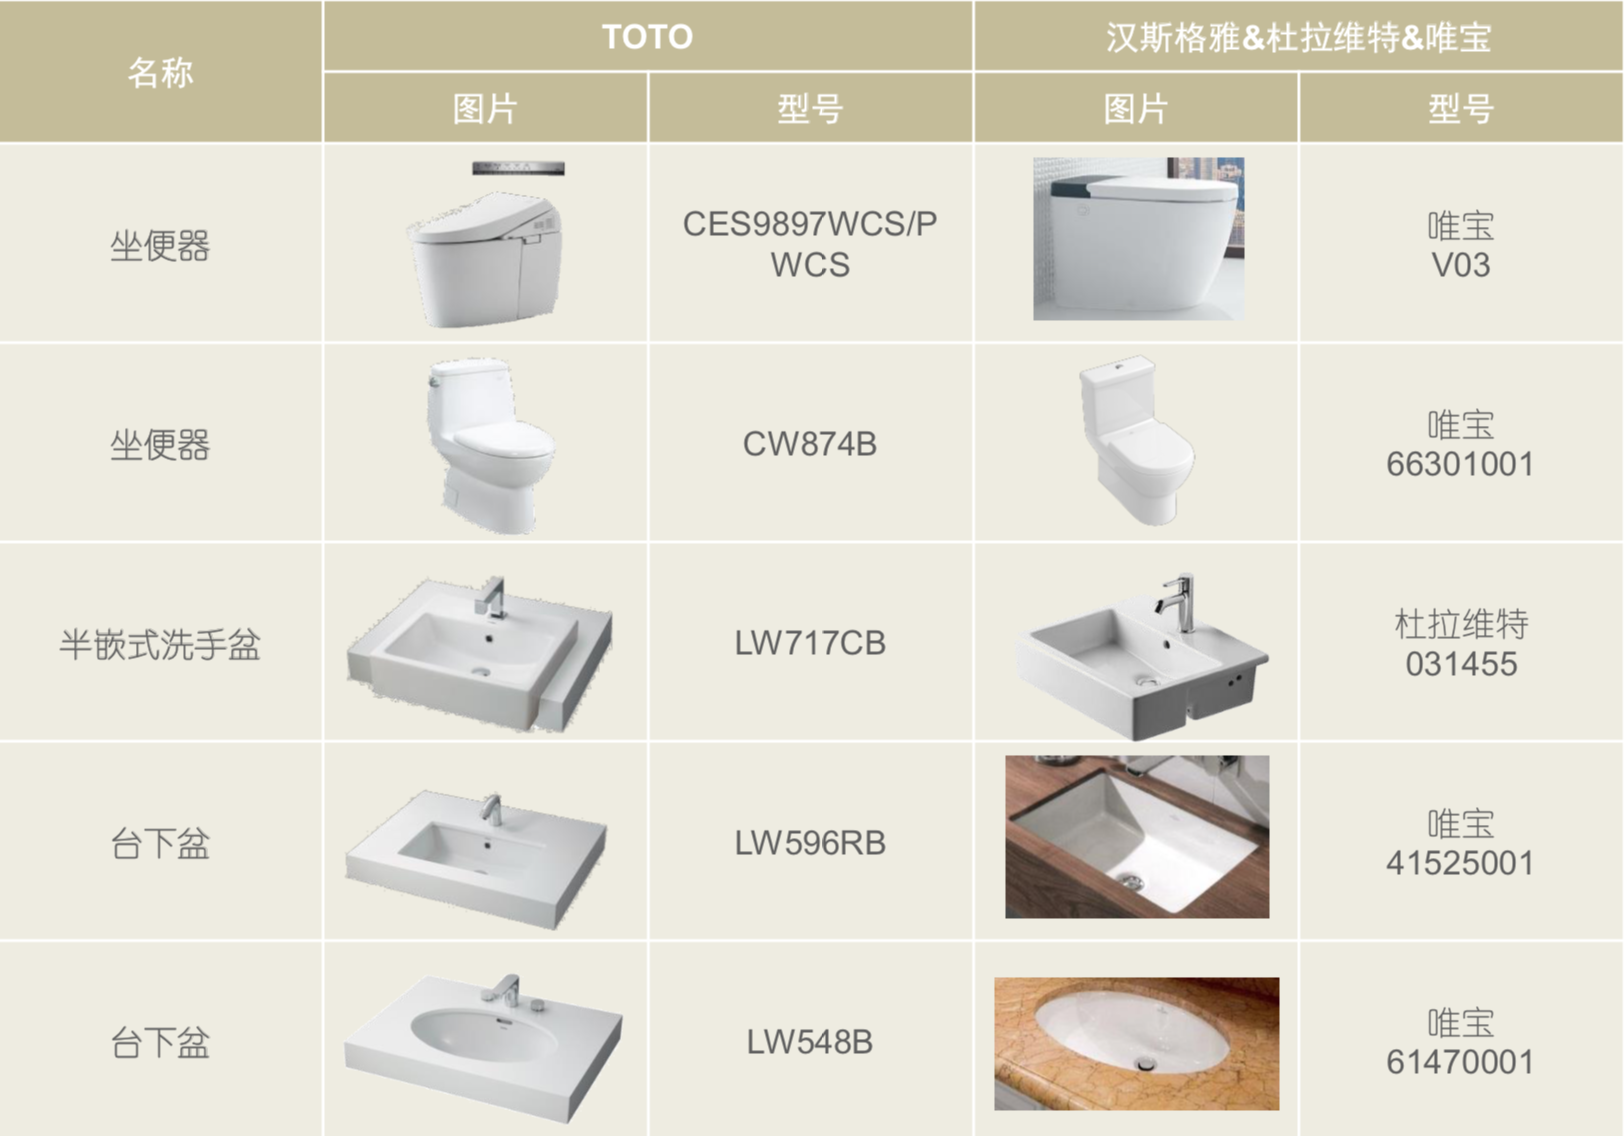 名称
TOTO
汉斯格雅&杜拉维特&唯宝
图片
型号
图片
型号
坐便器
CES9897WCS/P
WCS
唯宝
V03
坐便器
CW874B
唯宝
66301001
半嵌式洗手盆
LW717CB
杜拉维特
031455
台下盆
LW596RB
唯宝
41525001
台下盆
LW548B
唯宝
61470001